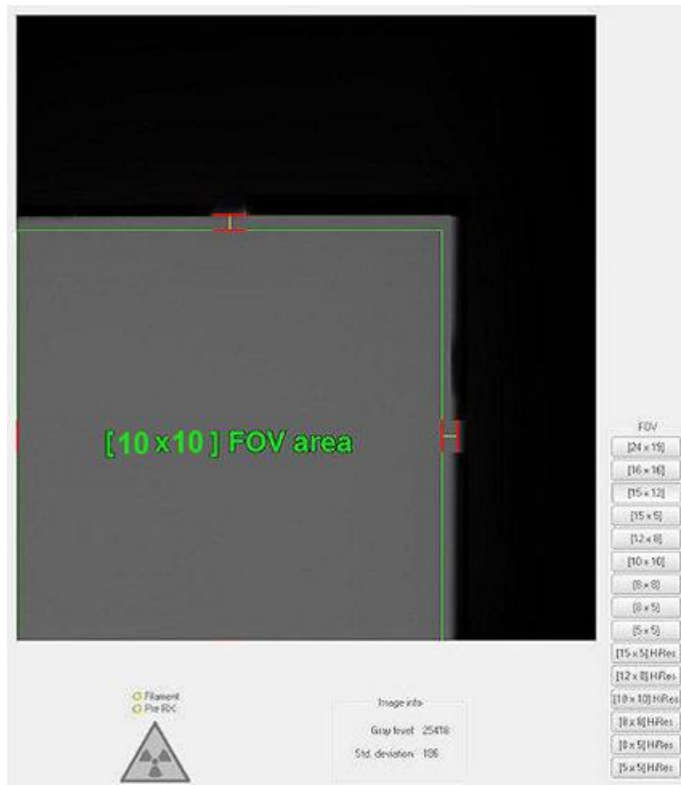 [10 x 10] FOV area
FOV
[24 x 19]
[16 x 16]
[15 x 12]
[15 x 5]
[12 x 8]
[10 x 10]
[8 x 8]
[8 x 5]
[5 x 5]
[15 x 5] HiRes
[12 x 8] HiRes
[10 x 10] HiRes
[8 x 8] HiRes
[8 x 5] HiRes
[5 x 5] HiRes
Filament
Pre RX
Image info
Gray level: 25418
Std. deviation: 186